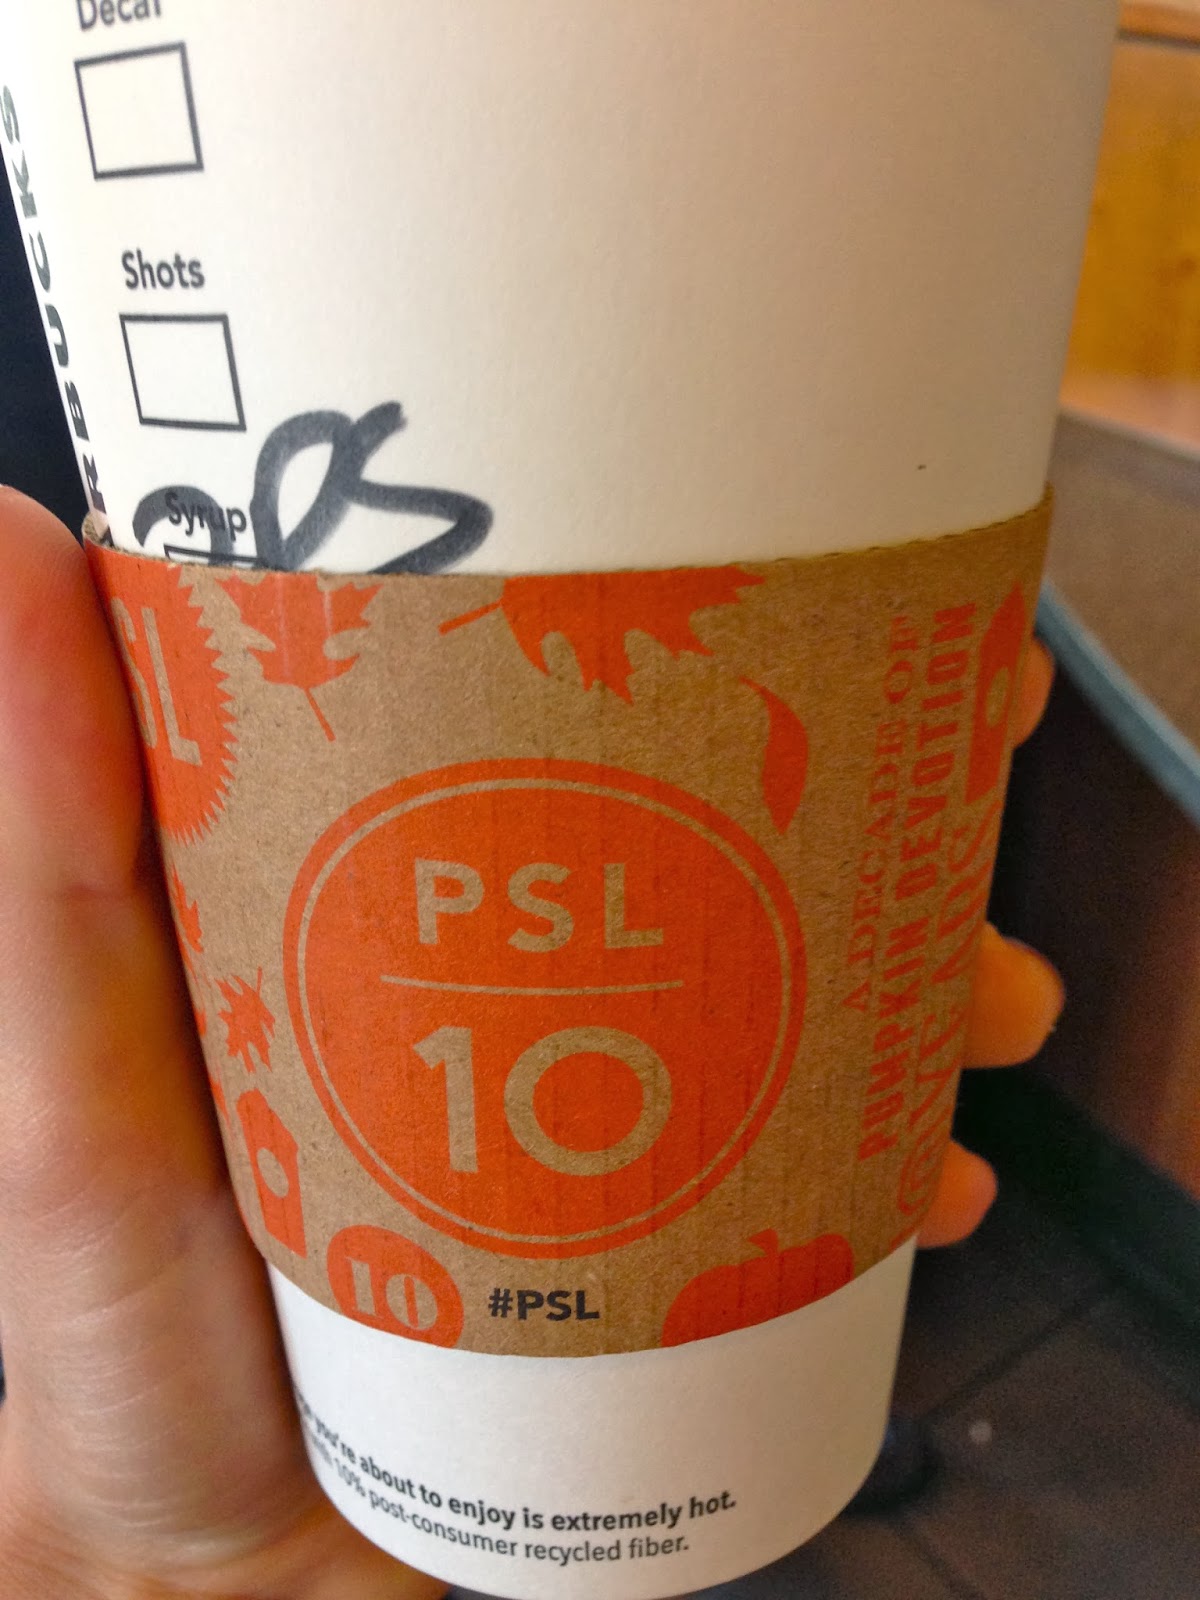 Decaf
Shots
Syrup
RBUCKS
PSL
10
SL
A DECADE OF
PUMPKIN DEVOTION
10
#PSL
you're about to enjoy is extremely hot.
10% post-consumer recycled fiber.